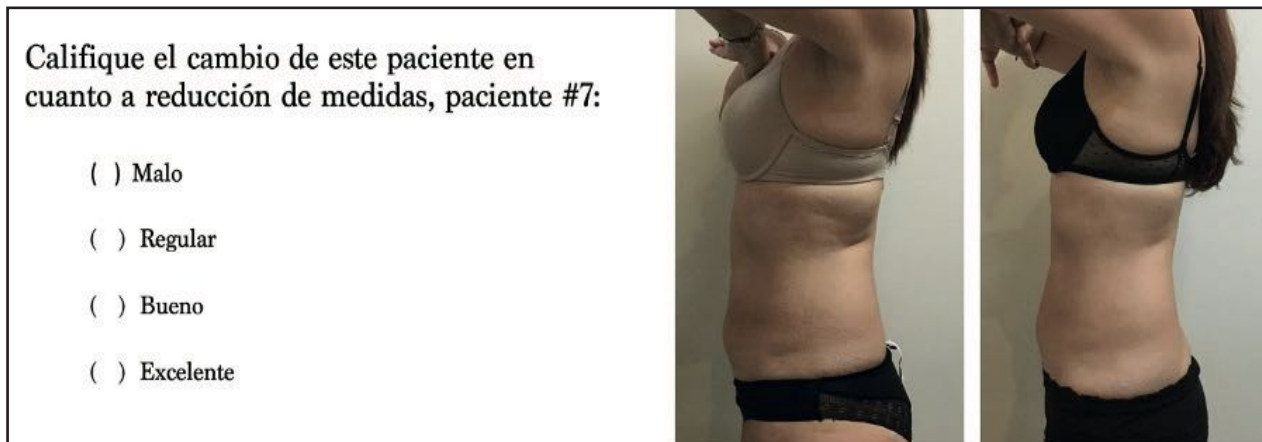 Califique el cambio de este paciente en
cuanto a reducción de medidas, paciente #7:
( ) Malo
( ) Regular
( ) Bueno
( ) Excelente